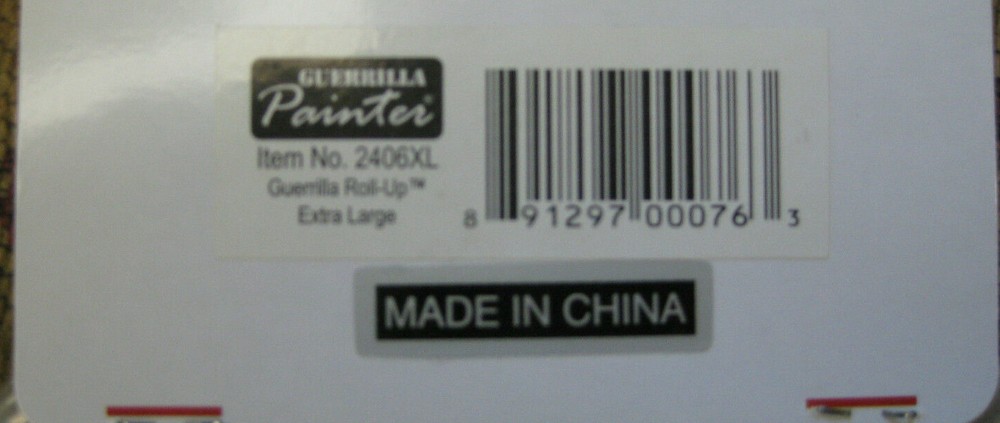 GUERRILLA
Painter®
Item No. 2406XL
Guerrilla Roll-Up™
Extra Large
8 91297 00076 3
MADE IN CHINA